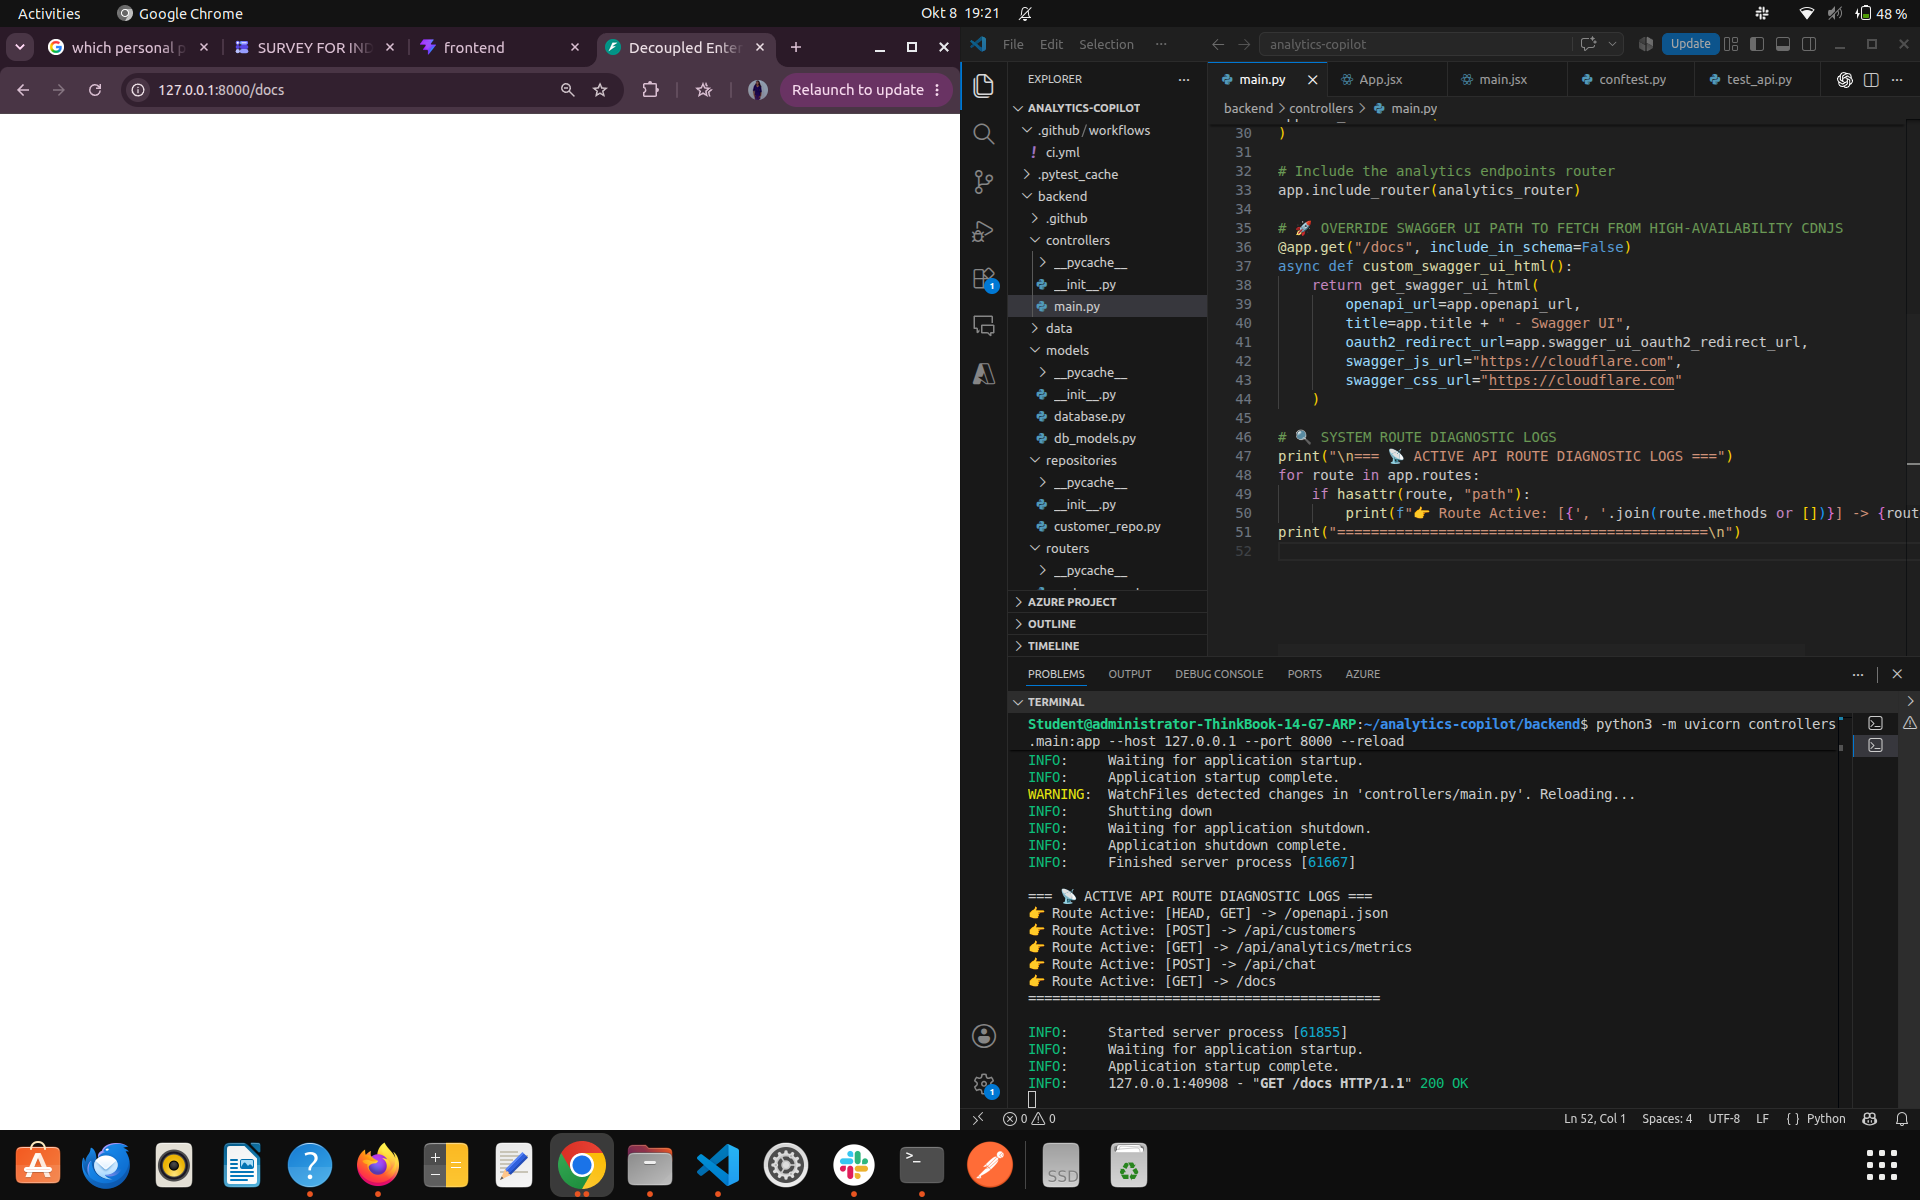 Activities
Google Chrome
Okt 8 19:21
48 %
which personal p
SURVEY FOR IND
frontend
Decoupled Enter
127.0.0.1:8000/docs
Relaunch to update
File Edit Selection
analytics-copilot
Update
EXPLORER
ANALYTICS-COPILOT
.github/workflows
! ci.yml
.pytest_cache
backend
.github
controllers
__pycache__
__init__.py
main.py
data
models
__pycache__
__init__.py
database.py
db_models.py
repositories
__pycache__
__init__.py
customer_repo.py
routers
__pycache__
AZURE PROJECT
OUTLINE
TIMELINE
1
1
main.py App.jsx main.jsx conftest.py test_api.py
backend > controllers > main.py
30 )
31
32 # Include the analytics endpoints router
33 app.include_router(analytics_router)
34
35 # 🚀 OVERRIDE SWAGGER UI PATH TO FETCH FROM HIGH-AVAILABILITY CDNJS
36 @app.get("/docs", include_in_schema=False)
37 async def custom_swagger_ui_html():
38 return get_swagger_ui_html(
39 openapi_url=app.openapi_url,
40 title=app.title + " - Swagger UI",
41 oauth2_redirect_url=app.swagger_ui_oauth2_redirect_url,
42 swagger_js_url="https://cloudflare.com",
43 swagger_css_url="https://cloudflare.com"
44 )
45
46 # 🔍 SYSTEM ROUTE DIAGNOSTIC LOGS
47 print("\n=== 📡 ACTIVE API ROUTE DIAGNOSTIC LOGS ===")
48 for route in app.routes:
49 if hasattr(route, "path"):
50 print(f"👉 Route Active: [{', '.join(route.methods or [])}] -> {rout
51 print("============================================\n")
52
PROBLEMS OUTPUT DEBUG CONSOLE PORTS AZURE
TERMINAL
Student@administrator-ThinkBook-14-G7-ARP:~/analytics-copilot/backend$ python3 -m uvicorn controllers
.main:app --host 127.0.0.1 --port 8000 --reload
INFO: Waiting for application startup.
INFO: Application startup complete.
WARNING: WatchFiles detected changes in 'controllers/main.py'. Reloading...
INFO: Shutting down
INFO: Waiting for application shutdown.
INFO: Application shutdown complete.
INFO: Finished server process [61667]
=== 📡 ACTIVE API ROUTE DIAGNOSTIC LOGS ===
👉 Route Active: [HEAD, GET] -> /openapi.json
👉 Route Active: [POST] -> /api/customers
👉 Route Active: [GET] -> /api/analytics/metrics
👉 Route Active: [POST] -> /api/chat
👉 Route Active: [GET] -> /docs
============================================
INFO: Started server process [61855]
INFO: Waiting for application startup.
INFO: Application startup complete.
INFO: 127.0.0.1:40908 - "GET /docs HTTP/1.1" 200 OK
0 0
Ln 52, Col 1 Spaces: 4 UTF-8 LF { } Python
SSD